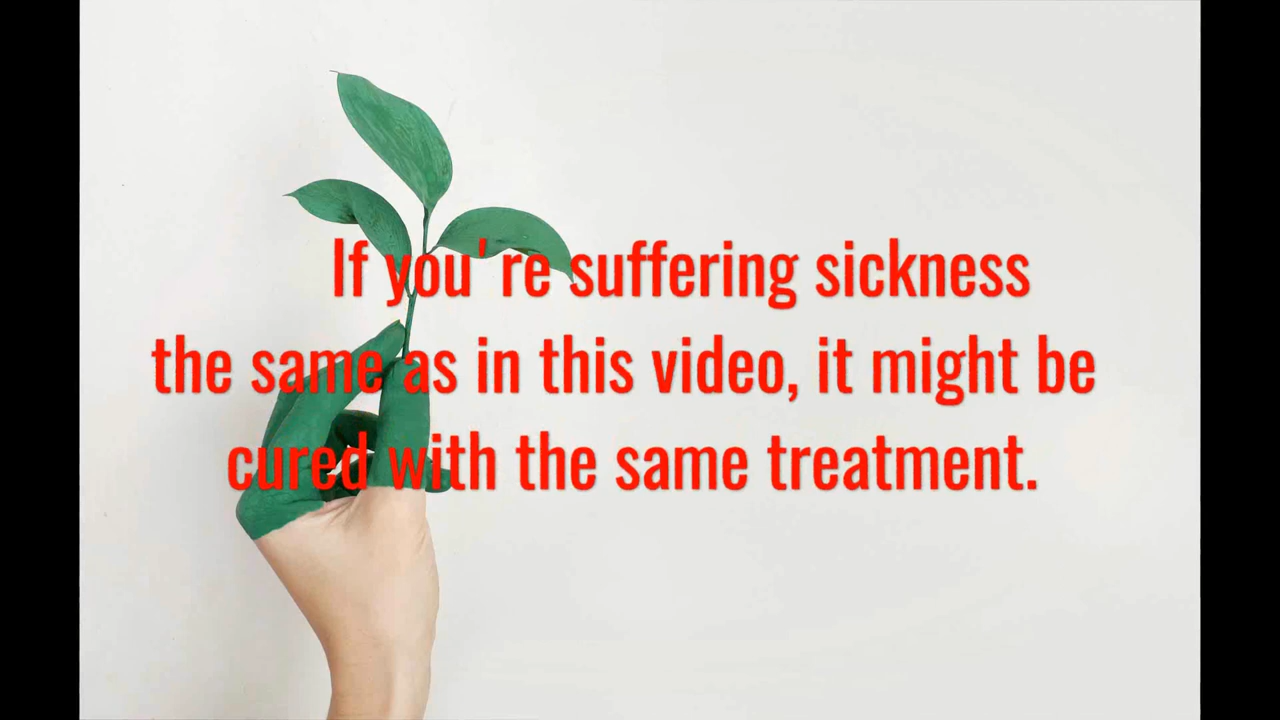 If you're suffering sickness
the same as in this video, it might be
cured with the same treatment.